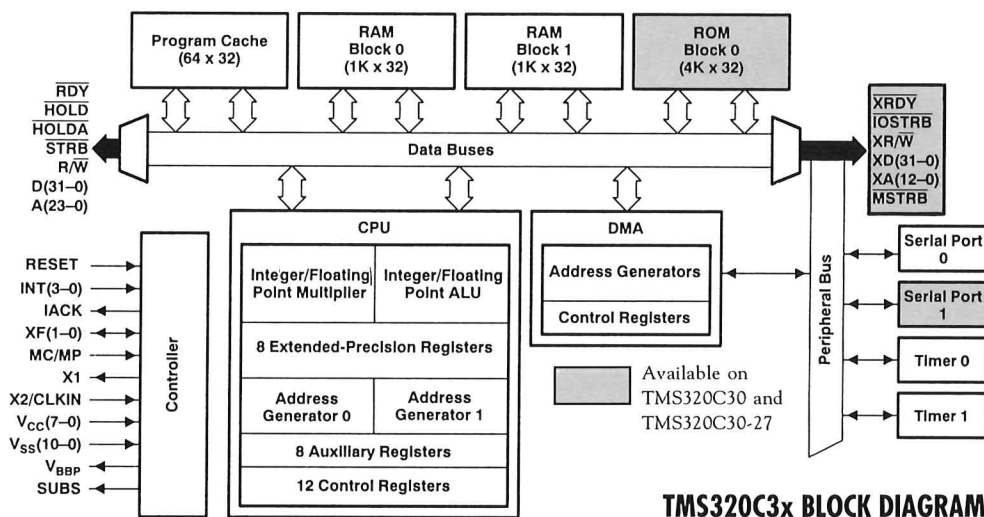 Program Cache
(64 x 32)
RAM
Block 0
(1K x 32)
RAM
Block 1
(1K x 32)
ROM
Block 0
(4K x 32)
RDY
HOLD
HOLDA
STRB
R/W
D(31–0)
A(23–0)
Data Buses
XRDY
IOSTRB
XR/W
XD(31–0)
XA(12–0)
MSTRB
RESET
INT(3–0)
IACK
XF(1–0)
MC/MP
X1
X2/CLKIN
VCC(7–0)
VSS(10–0)
VBBP
SUBS
Controller
CPU
Integer/Floating
Point Multiplier
Integer/Floating
Point ALU
8 Extended-Precision Registers
Address
Generator 0
Address
Generator 1
8 Auxiliary Registers
12 Control Registers
DMA
Address Generators
Control Registers
Available on
TMS320C30 and
TMS320C30-27
Peripheral Bus
Serial Port
0
Serial Port
1
Timer 0
Timer 1
TMS320C3x BLOCK DIAGRAM